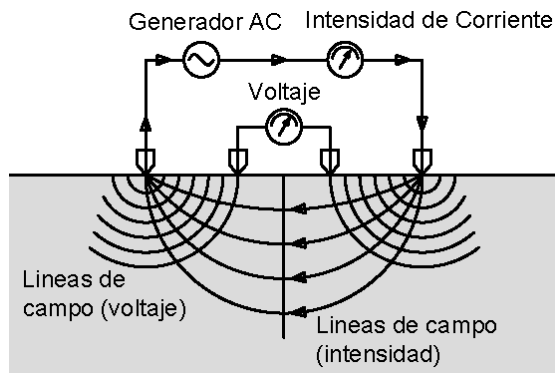 Generador AC
Intensidad de Corriente
Voltaje
Lineas de
campo (voltaje)
Lineas de campo
(intensidad)